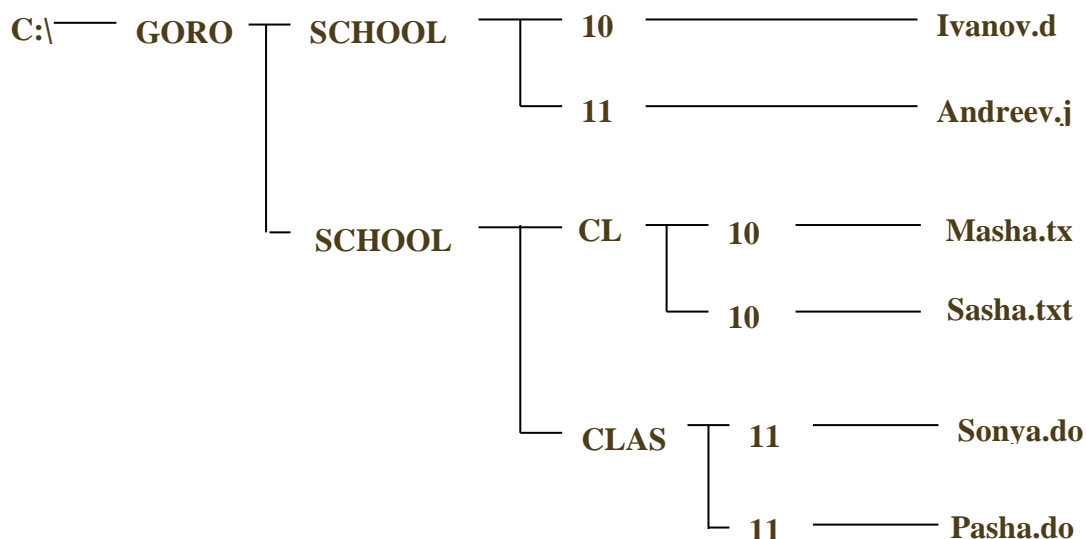 C:\ GORO SCHOOL 10 Ivanov.d
11 Andreev.j
SCHOOL CL 10 Masha.tx
10 Sasha.txt
CLAS 11 Sonya.do
11 Pasha.do